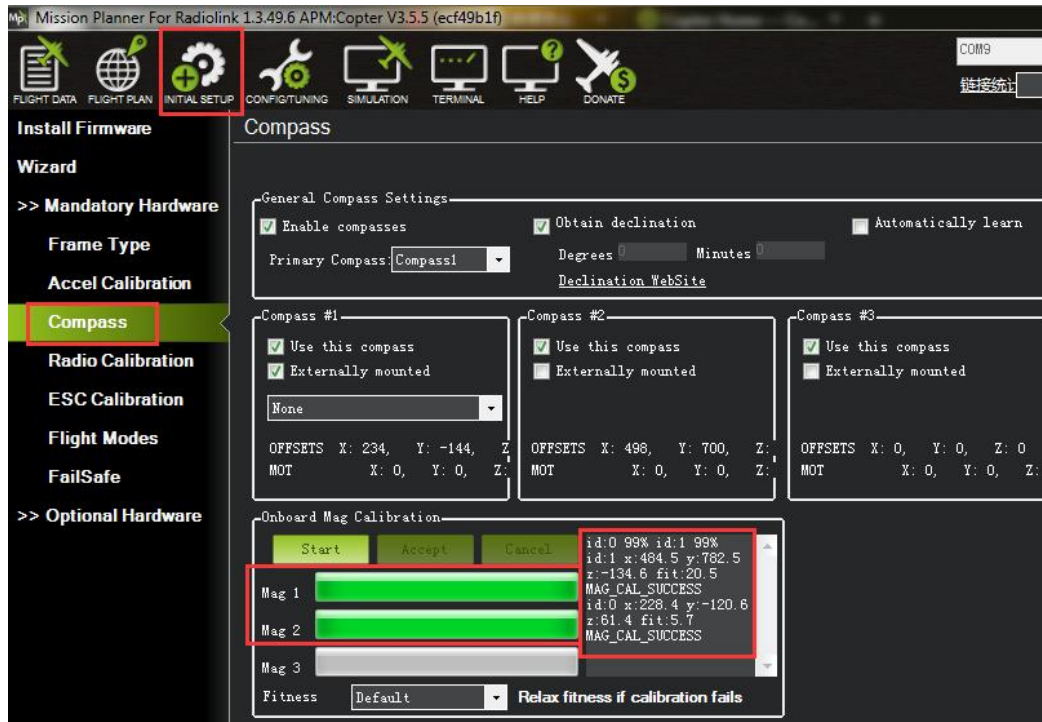 Mission Planner For Radiolink 1.3.49.6 APM:Copter V3.5.5 (ecf49b1f)
FLIGHT DATA FLIGHT PLAN INITIAL SETUP CONFIG/TUNING SIMULATION TERMINAL HELP DONATE
COM9
链接统计
Install Firmware
Wizard
>> Mandatory Hardware
Frame Type
Accel Calibration
Compass
Radio Calibration
ESC Calibration
Flight Modes
FailSafe
>> Optional Hardware
Compass
General Compass Settings
Enable compasses
Obtain declination
Automatically learn
Primary Compass: Compass1
Degrees 0 Minutes 0
Declination WebSite
Compass #1
Use this compass
Externally mounted
None
OFFSETS X: 234, Y: -144, Z
MOT X: 0, Y: 0, Z:
Compass #2
Use this compass
Externally mounted
OFFSETS X: 498, Y: 700, Z:
MOT X: 0, Y: 0, Z:
Compass #3
Use this compass
Externally mounted
OFFSETS X: 0, Y: 0, Z: 0
MOT X: 0, Y: 0, Z:
Onboard Mag Calibration
Start Accept Cancel
Mag 1
Mag 2
Mag 3
id:0 99% id:1 99%
id:1 x:484.5 y:782.5
z:-134.6 fit:20.5
MAG_CAL_SUCCESS
id:0 x:228.4 y:-120.6
z:61.4 fit:5.7
MAG_CAL_SUCCESS
Fitness Default Relax fitness if calibration fails